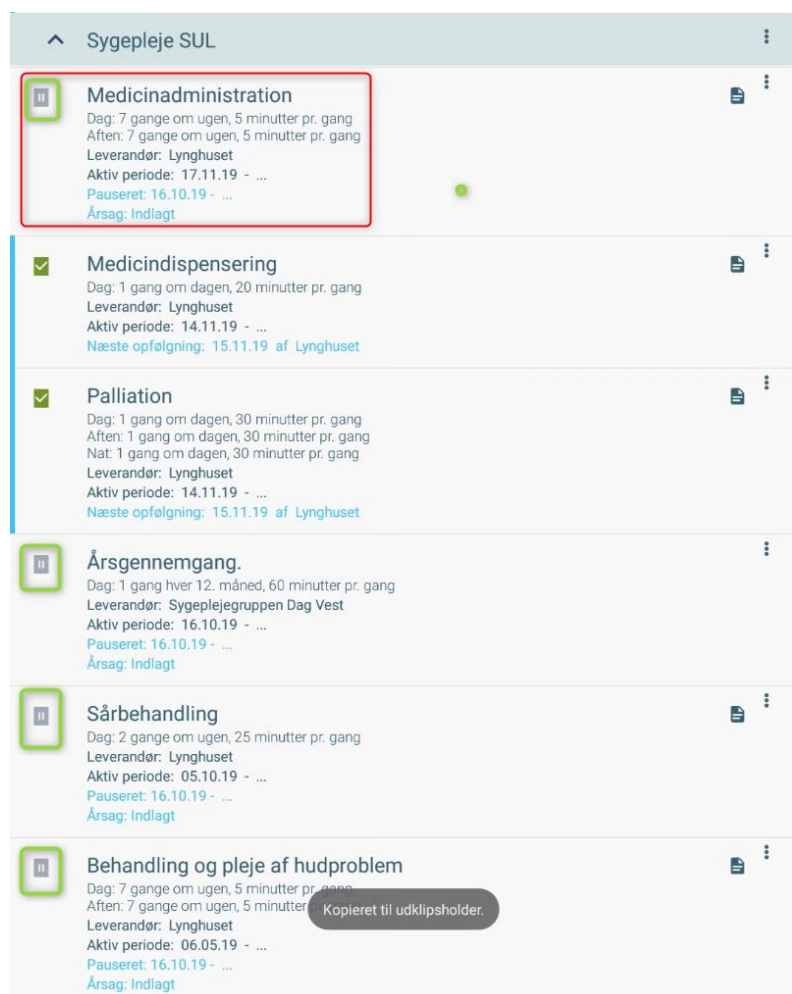 Sygepleje SUL
Medicinadministration
Dag: 7 gange om ugen, 5 minutter pr. gang
Aften: 7 gange om ugen, 5 minutter pr. gang
Leverandør: Lynghuset
Aktiv periode: 17.11.19 - ...
Pauseret: 16.10.19 - ...
Årsag: Indlagt
Medicindispensering
Dag: 1 gang om dagen, 20 minutter pr. gang
Leverandør: Lynghuset
Aktiv periode: 14.11.19 - ...
Næste opfølgning: 15.11.19 af Lynghuset
Palliation
Dag: 1 gang om dagen, 30 minutter pr. gang
Aften: 1 gang om dagen, 30 minutter pr. gang
Nat: 1 gang om dagen, 30 minutter pr. gang
Leverandør: Lynghuset
Aktiv periode: 14.11.19 - ...
Næste opfølgning: 15.11.19 af Lynghuset
Årsgennemgang.
Dag: 1 gang hver 12. måned, 60 minutter pr. gang
Leverandør: Sygeplejegruppen Dag Vest
Aktiv periode: 16.10.19 - ...
Pauseret: 16.10.19 - ...
Årsag: Indlagt
Sårbehandling
Dag: 2 gange om ugen, 25 minutter pr. gang
Leverandør: Lynghuset
Aktiv periode: 05.10.19 - ...
Pauseret: 16.10.19 - ...
Årsag: Indlagt
Behandling og pleje af hudproblem
Dag: 7 gange om ugen, 5 minutter pr. gang
Aften: 7 gange om ugen, 5 minutter
Kopieret til udklipsholder.
Leverandør: Lynghuset
Aktiv periode: 06.05.19 - ...
Pauseret: 16.10.19 - ...
Årsag: Indlagt